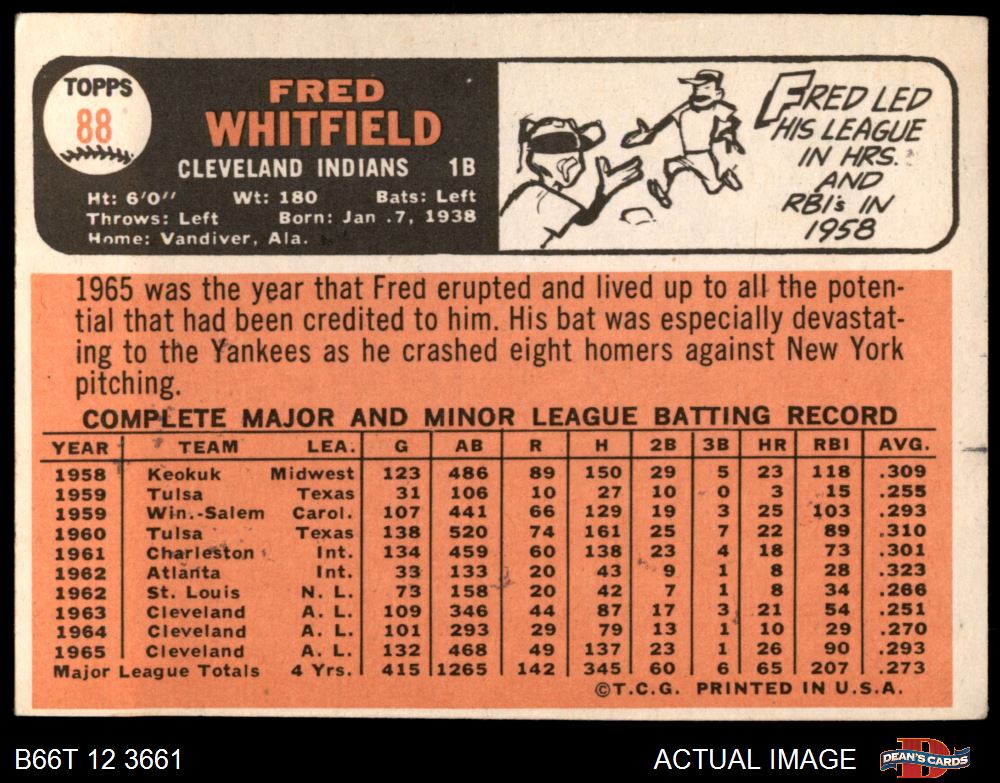 TOPPS
88
FRED
WHITFIELD
CLEVELAND INDIANS 1B
Ht: 6'0" Wt: 180 Bats: Left
Throws: Left Born: Jan .7, 1938
Home: Vandiver, Ala.
FRED LED
HIS LEAGUE
IN HRS.
AND
RBI's IN
1958
1965 was the year that Fred erupted and lived up to all the poten-
tial that had been credited to him. His bat was especially devastat-
ing to the Yankees as he crashed eight homers against New York
pitching.
COMPLETE MAJOR AND MINOR LEAGUE BATTING RECORD
YEAR TEAM LEA. G AB R H 2B 3B HR RBI AVG.
1958 Keokuk Midwest 123 486 89 150 29 5 23 118 .309
1959 Tulsa Texas 31 106 10 27 10 0 3 15 .255
1959 Win.-Salem Carol. 107 441 66 129 19 3 25 103 .293
1960 Tulsa Texas 138 520 74 161 25 7 22 89 .310
1961 Charleston Int. 134 459 60 138 23 4 18 73 .301
1962 Atlanta Int. 33 133 20 43 9 1 8 28 .323
1962 St. Louis N. L. 73 158 20 42 7 1 8 34 .266
1963 Cleveland A. L. 109 346 44 87 17 3 21 54 .251
1964 Cleveland A. L. 101 293 29 79 13 1 10 29 .270
1965 Cleveland A. L. 132 468 49 137 23 1 26 90 .293
Major League Totals 4 Yrs. 415 1265 142 345 60 6 65 207 .273
©T.C.G. PRINTED IN U.S.A.
B66T 12 3661
ACTUAL IMAGE
DEAN'S CARDS